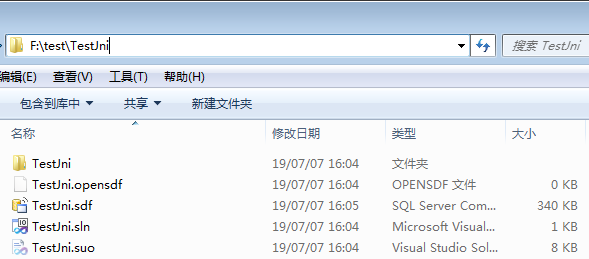 F:\test\TestJni 搜索 TestJni
编辑(E) 查看(V) 工具(T) 帮助(H)
包含到库中 共享 新建文件夹
名称 修改日期 类型 大小
TestJni 19/07/07 16:04 文件夹
TestJni.opensdf 19/07/07 16:04 OPENSDF 文件 0 KB
TestJni.sdf 19/07/07 16:05 SQL Server Com... 340 KB
TestJni.sln 19/07/07 16:04 Microsoft Visual... 1 KB
TestJni.suo 19/07/07 16:04 Visual Studio Sol... 8 KB